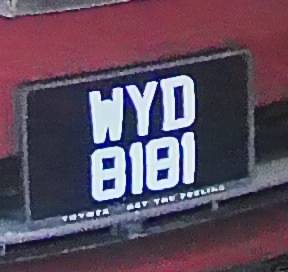 WYD
8181
TOYOTA GET THE FEELING